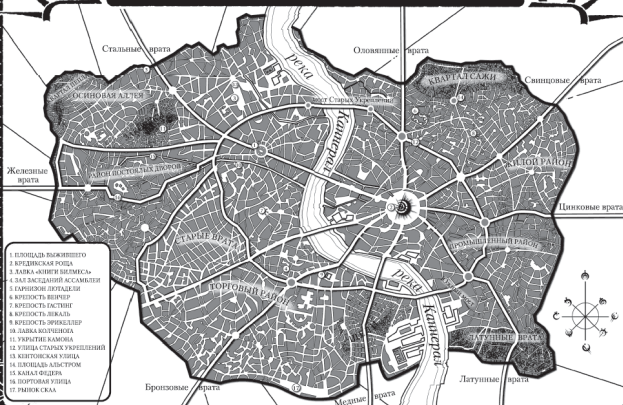 Стальные врата
Оловянные врата
Свинцовые врата
река
КВАРТАЛ САЖИ
ОСИНОВАЯ АЛЛЕЯ
мост Старых Укреплений
Каннерал
ЖИЛОЙ РАЙОН
РАЙОН ПОСТОЯЛЫХ ДВОРОВ
Железные врата
Цинковые врата
СТАРЫЕ ВРАТА
ПРОМЫШЛЕННЫЙ РАЙОН
река
Каннерал
ТОРГОВЫЙ РАЙОН
ЛАТУННЫЕ ВРАТА
Бронзовые врата
Медные врата
Латунные врата
1. ПЛОЩАДЬ ВЫЖИВШЕГО
2. КРЕДИКСКАЯ РОЩА
3. ЛАВКА «КНИГИ БИЛМЕСА»
4. ЗАЛ ЗАСЕДАНИЙ АССАМБЛЕИ
5. ГАРНИЗОН ЛЮТАДЕЛИ
6. КРЕПОСТЬ ВЕНЧЕР
7. КРЕПОСТЬ ГАСТИНГ
8. КРЕПОСТЬ ЛЕКАЛЬ
9. КРЕПОСТЬ ЭРИКЕЛЛЕР
10. ЛАВКА КОЛЧЕНОГА
11. УКРЫТИЕ КАМОНА
12. УЛИЦА СТАРЫХ УКРЕПЛЕНИЙ
13. КЕНТОНСКАЯ УЛИЦА
14. ПЛОЩАДЬ АЛЬСТРОМ
15. КАНАЛ ФЕДЕРА
16. ПОРТОВАЯ УЛИЦА
17. РЫНОК СКАА